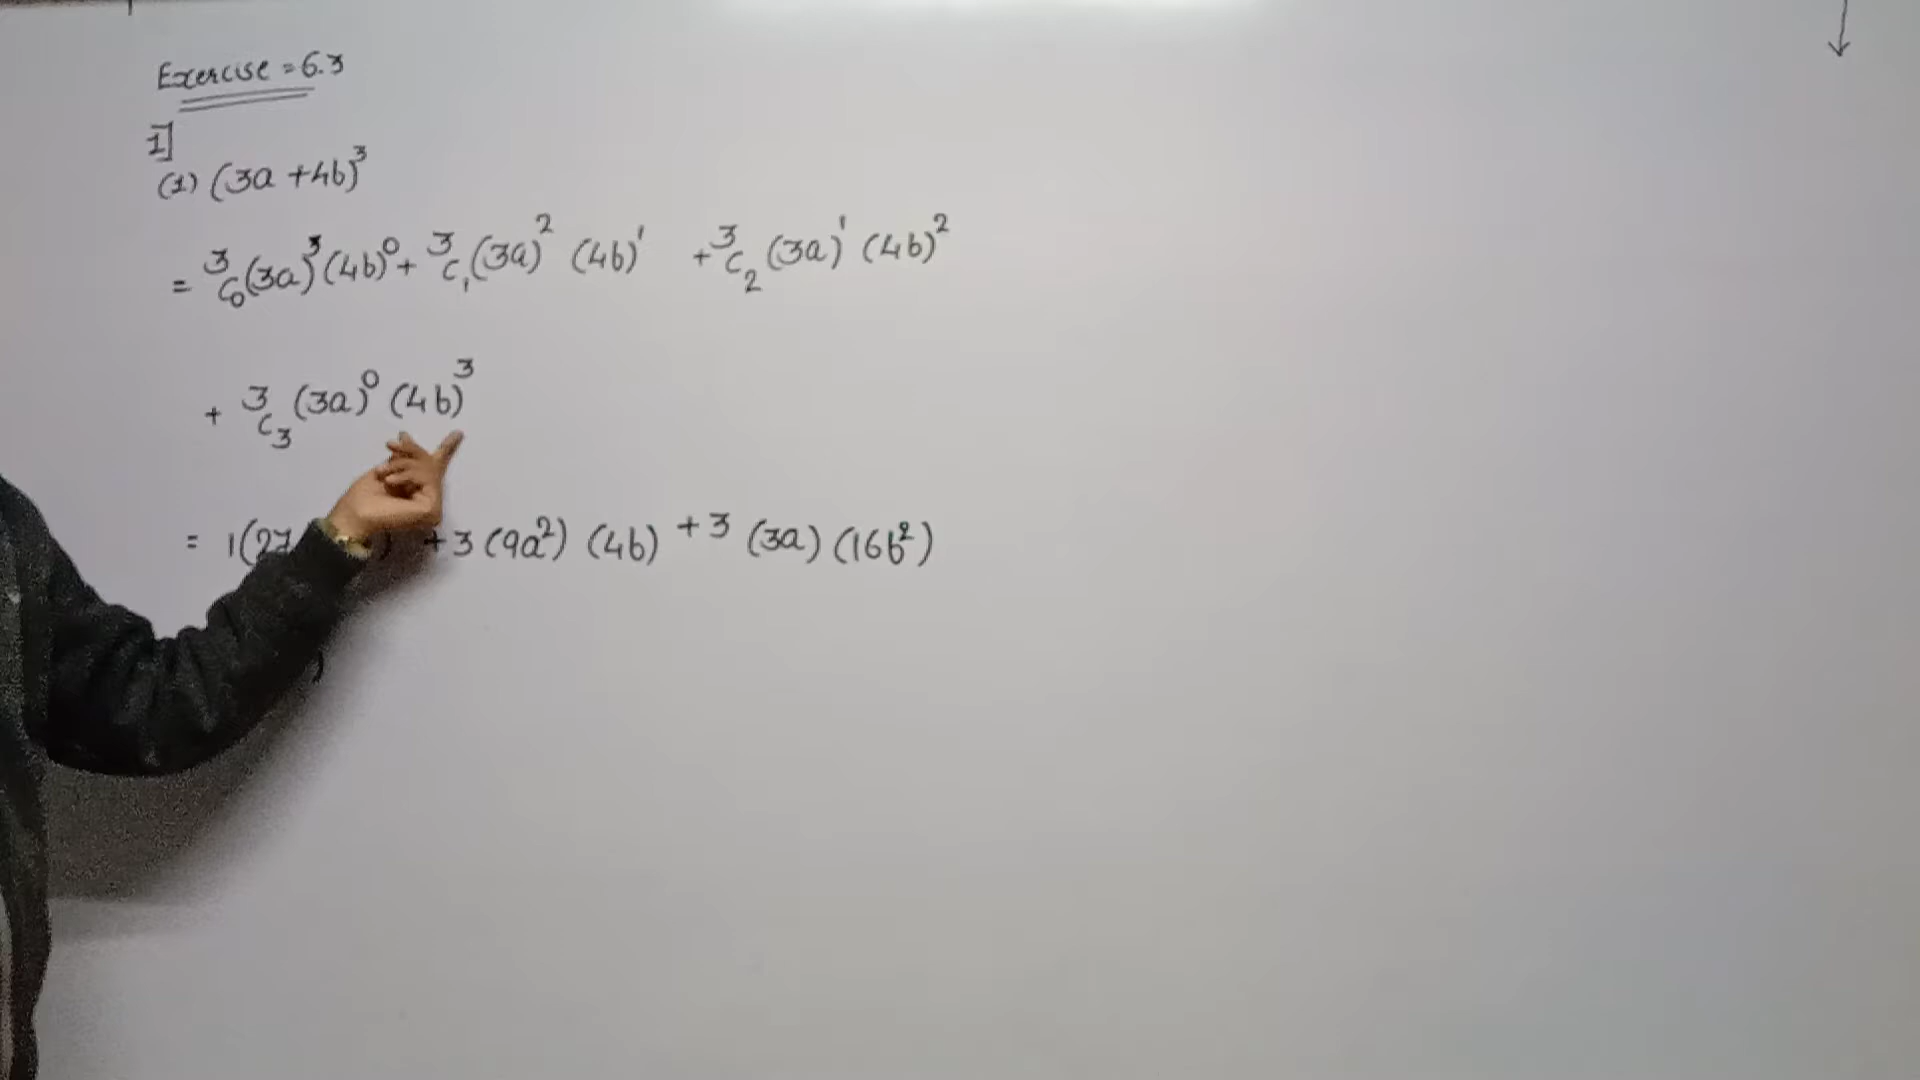 Exercise = 6.3
1]
(1) (3a + 4b)³
= ³C₀(3a)³(4b)⁰ + ³C₁(3a)² (4b)¹ + ³C₂ (3a)¹ (4b)²
+ ³C₃ (3a)⁰ (4b)³
= 1(27 ) + 3 (9a²) (4b) + 3 (3a) (16b²)